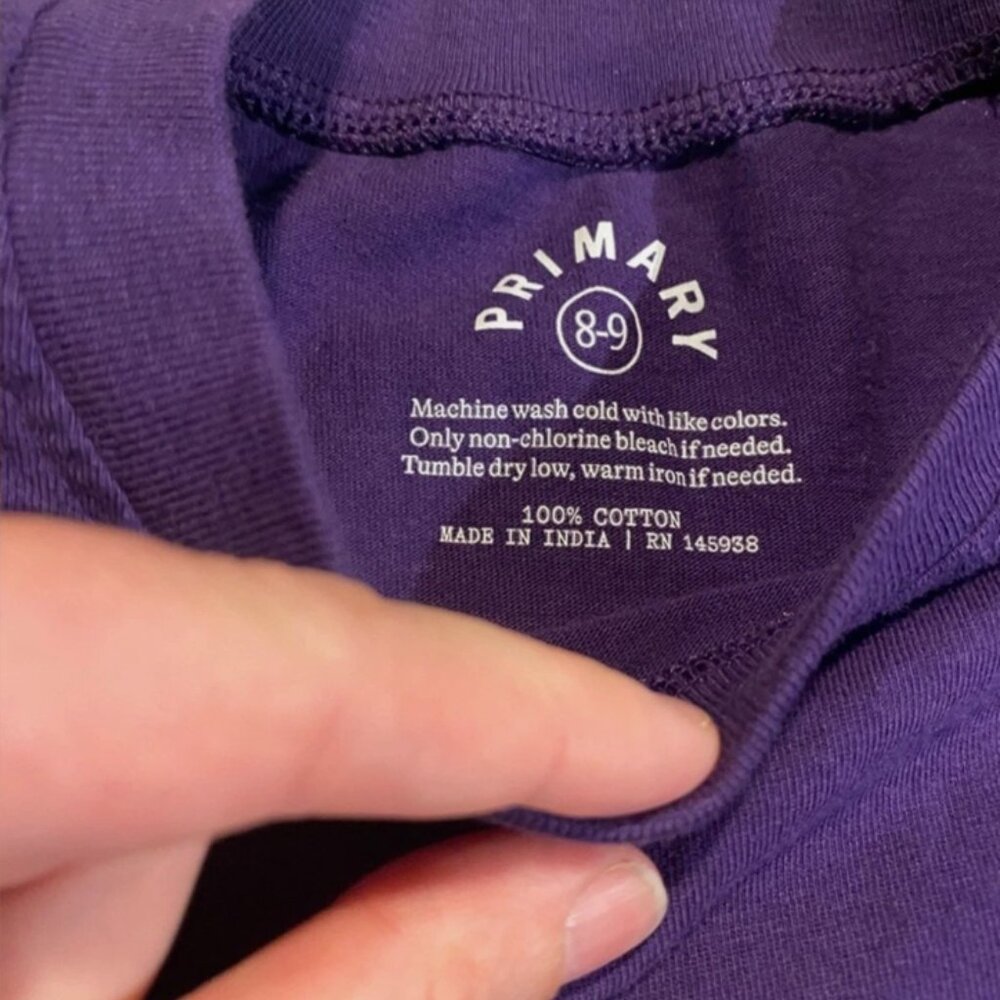 PRIMARY
8-9
Machine wash cold with like colors.
Only non-chlorine bleach if needed.
Tumble dry low, warm iron if needed.
100% COTTON
MADE IN INDIA | RN 145938